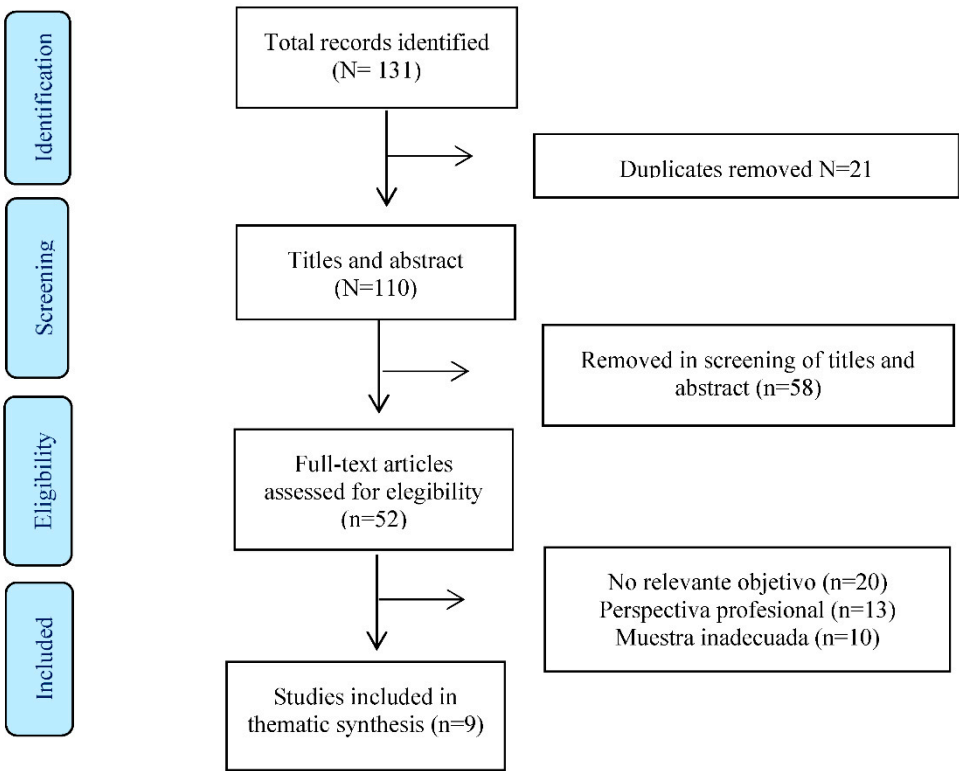 Identification
Total records identified
(N= 131)
Duplicates removed N=21
Screening
Titles and abstract
(N=110)
Removed in screening of titles and
abstract (n=58)
Eligibility
Full-text articles
assessed for elegibility
(n=52)
No relevante objetivo (n=20)
Perspectiva profesional (n=13)
Muestra inadecuada (n=10)
Included
Studies included in
thematic synthesis (n=9)